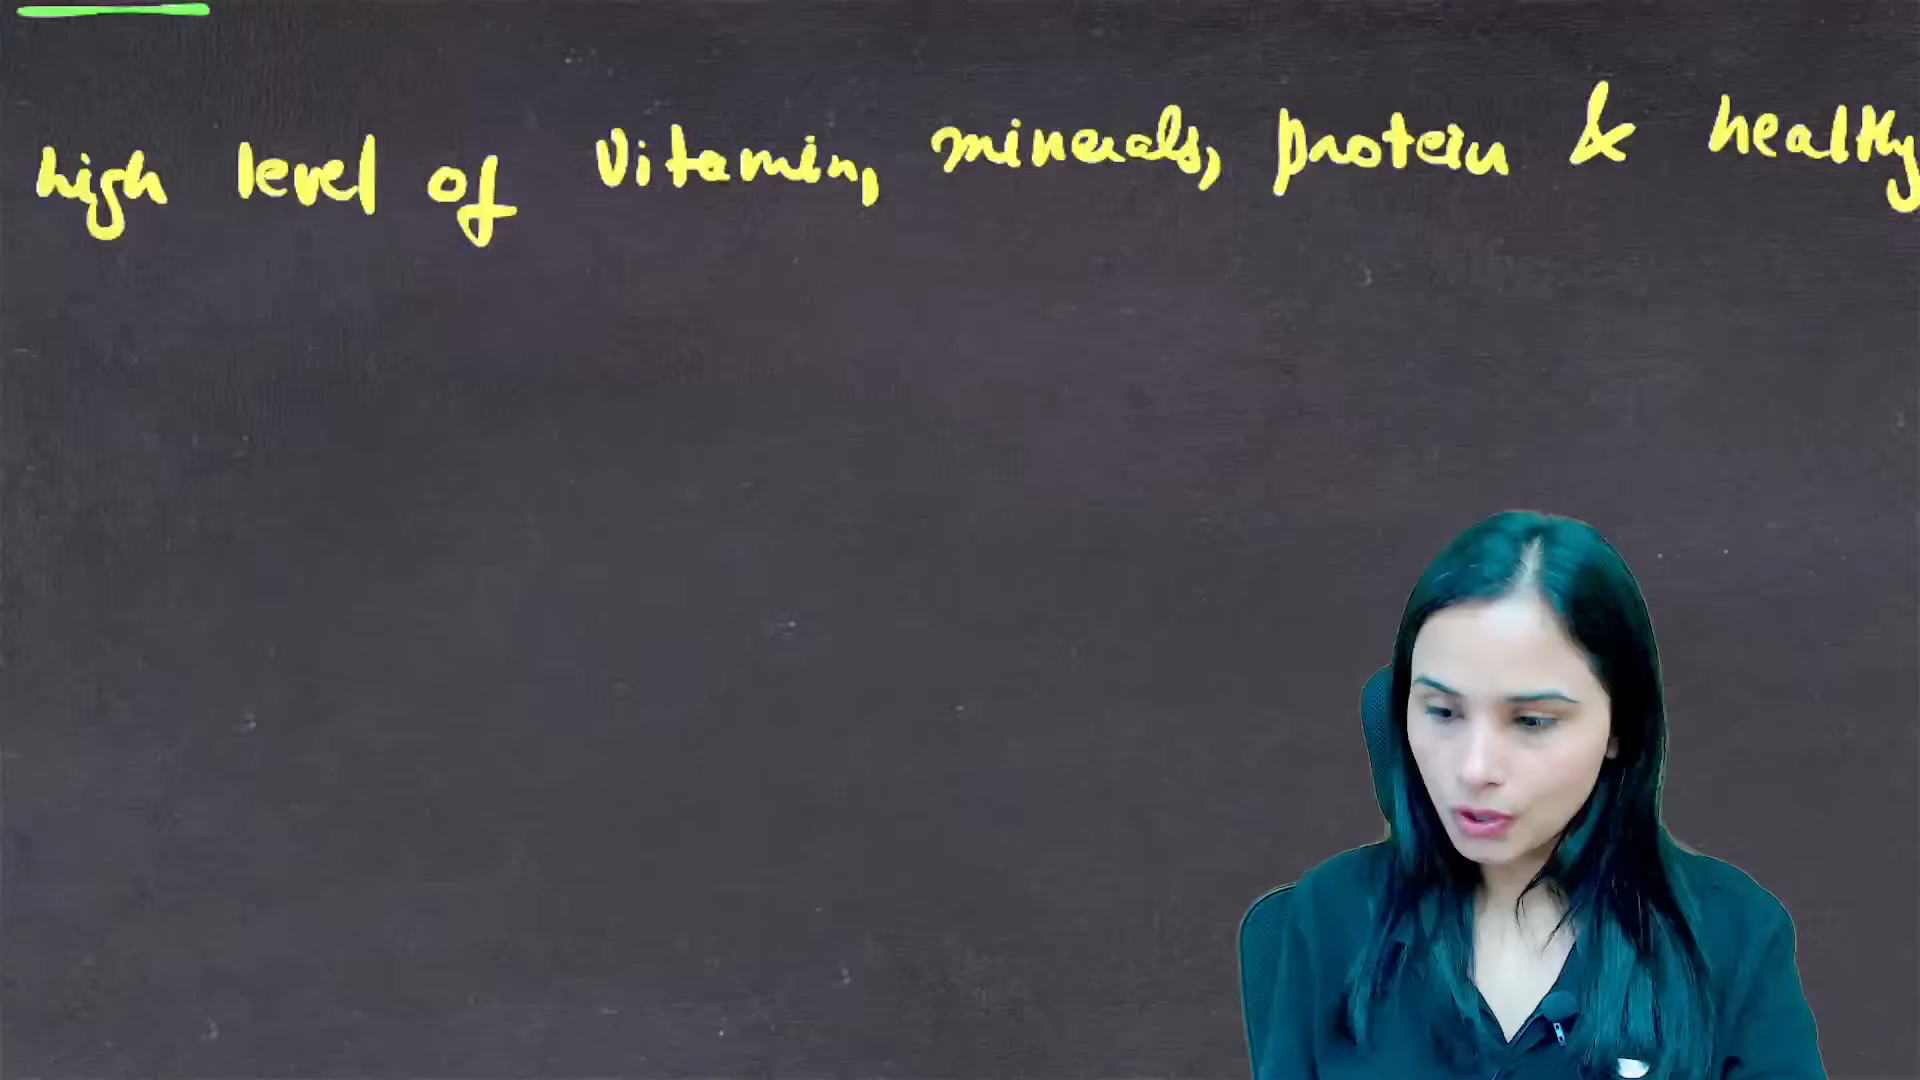 high level of vitamin, minerals, protein & healthy